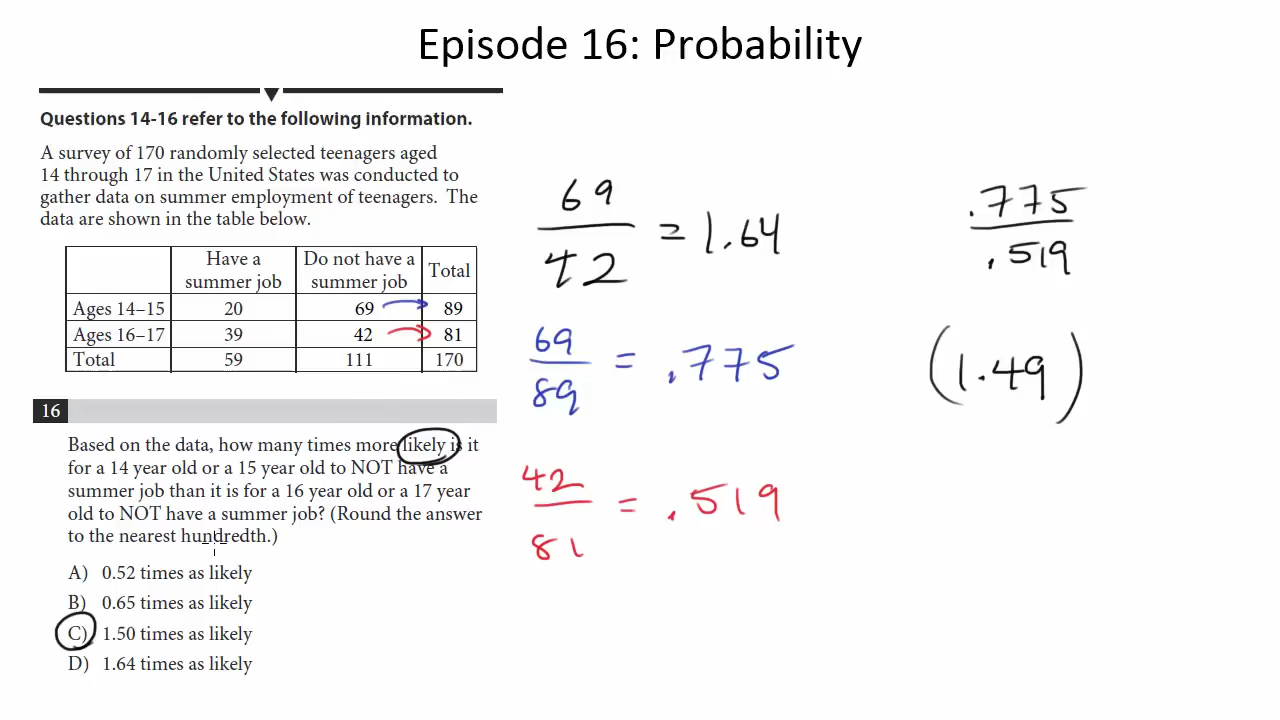 Episode 16: Probability
Questions 14-16 refer to the following information.
A survey of 170 randomly selected teenagers aged
14 through 17 in the United States was conducted to
gather data on summer employment of teenagers. The
data are shown in the table below.
Have a summer job Do not have a summer job Total
Ages 14–15 20 69 89
Ages 16–17 39 42 81
Total 59 111 170
16
Based on the data, how many times more likely is it
for a 14 year old or a 15 year old to NOT have a
summer job than it is for a 16 year old or a 17 year
old to NOT have a summer job? (Round the answer
to the nearest hundredth.)
A) 0.52 times as likely
B) 0.65 times as likely
C) 1.50 times as likely
D) 1.64 times as likely
69
42
= 1.64
69
89
= .775
42
81
= .519
.775
.519
(1.49)